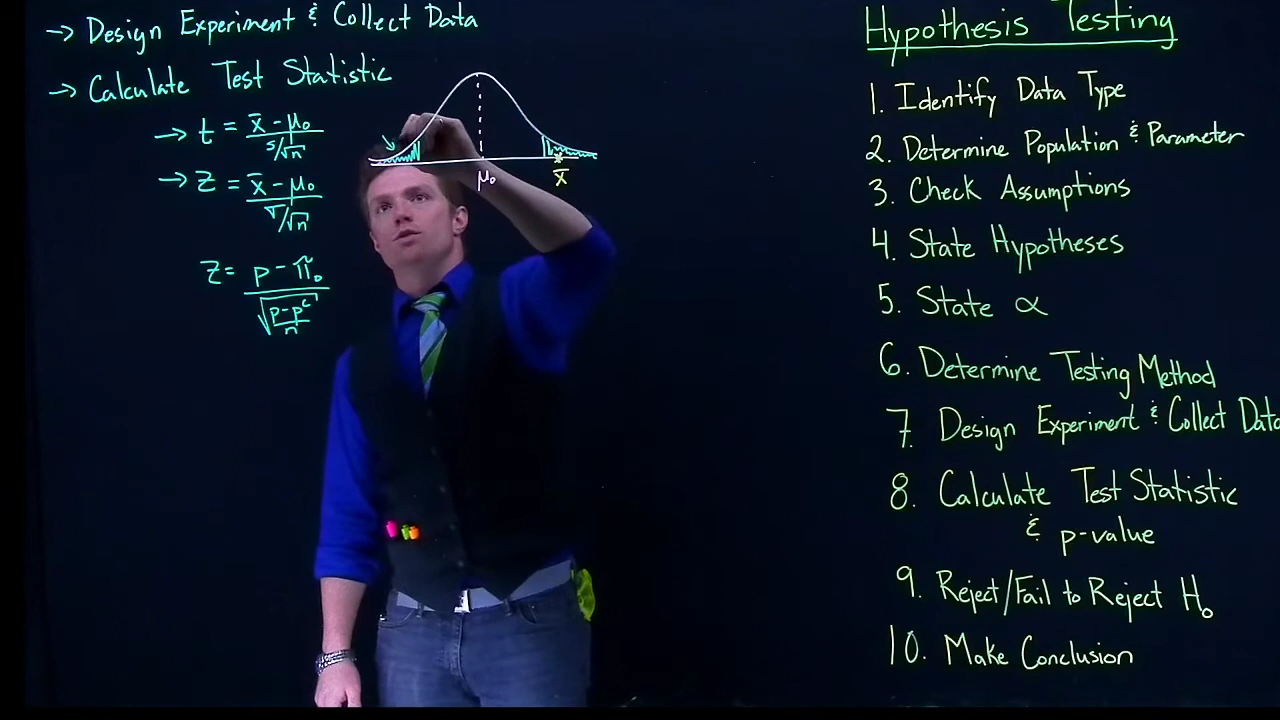 → Design Experiment & Collect Data
→ Calculate Test Statistic
→ t = x̄ - μ₀ / s/√n
→ z = x̄ - μ₀ / σ/√n
z = p - π₀ / √(p-p²/n)
μ₀
x̄
Hypothesis Testing
1. Identify Data Type
2. Determine Population & Parameter
3. Check Assumptions
4. State Hypotheses
5. State α
6. Determine Testing Method
7. Design Experiment & Collect Data
8. Calculate Test Statistic
& p-value
9. Reject/Fail to Reject H₀
10. Make Conclusion